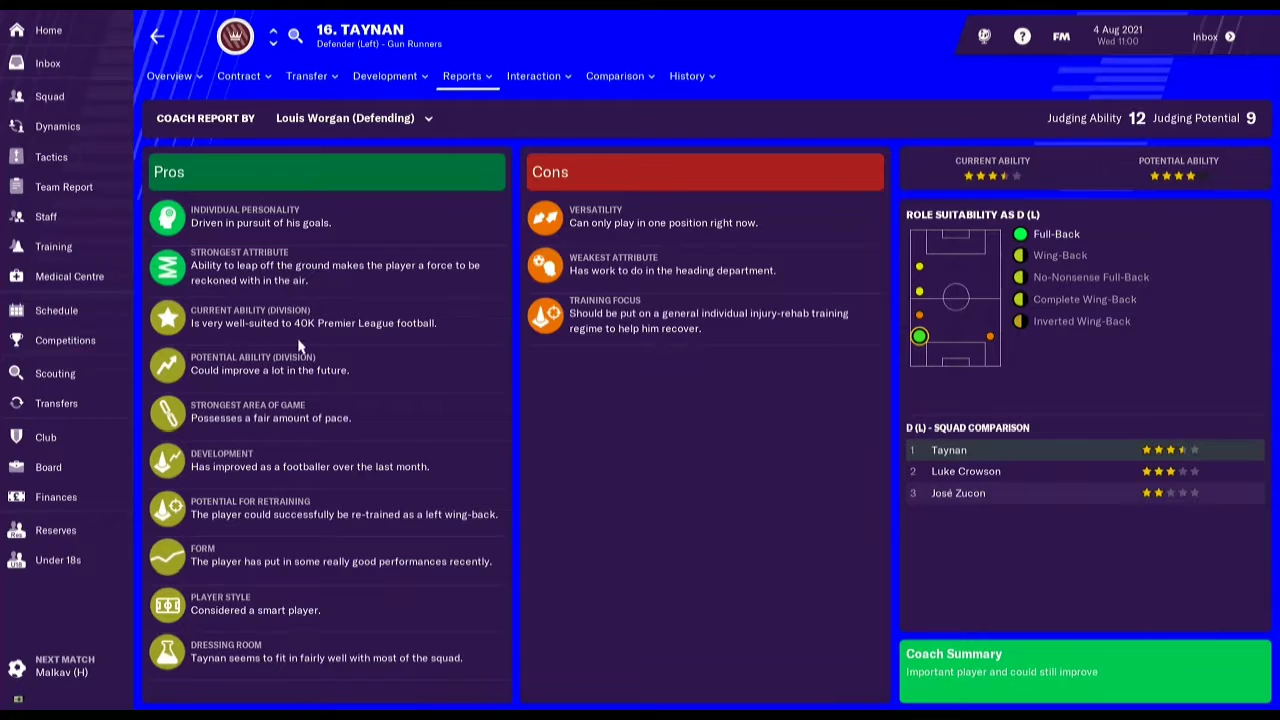 Home
Inbox
Squad
Dynamics
Tactics
Team Report
Staff
Training
Medical Centre
Schedule
Competitions
Scouting
Transfers
Club
Board
Finances
Reserves
Under 18s
NEXT MATCH
Malkav (H)
16. TAYNAN
Defender (Left) - Gun Runners
? FM
4 Aug 2021
Wed 11:00
Inbox
Overview Contract Transfer Development Reports Interaction Comparison History
COACH REPORT BY Louis Worgan (Defending)
Judging Ability 12 Judging Potential 9
Pros
INDIVIDUAL PERSONALITY
Driven in pursuit of his goals.
STRONGEST ATTRIBUTE
Ability to leap off the ground makes the player a force to be
reckoned with in the air.
CURRENT ABILITY (DIVISION)
Is very well-suited to 40K Premier League football.
POTENTIAL ABILITY (DIVISION)
Could improve a lot in the future.
STRONGEST AREA OF GAME
Possesses a fair amount of pace.
DEVELOPMENT
Has improved as a footballer over the last month.
POTENTIAL FOR RETRAINING
The player could successfully be re-trained as a left wing-back.
FORM
The player has put in some really good performances recently.
PLAYER STYLE
Considered a smart player.
DRESSING ROOM
Taynan seems to fit in fairly well with most of the squad.
Cons
VERSATILITY
Can only play in one position right now.
WEAKEST ATTRIBUTE
Has work to do in the heading department.
TRAINING FOCUS
Should be put on a general individual injury-rehab training
regime to help him recover.
CURRENT ABILITY
POTENTIAL ABILITY
ROLE SUITABILITY AS D (L)
Full-Back
Wing-Back
No-Nonsense Full-Back
Complete Wing-Back
Inverted Wing-Back
D (L) - SQUAD COMPARISON
1 Taynan
2 Luke Crowson
3 José Zucon
Coach Summary
Important player and could still improve